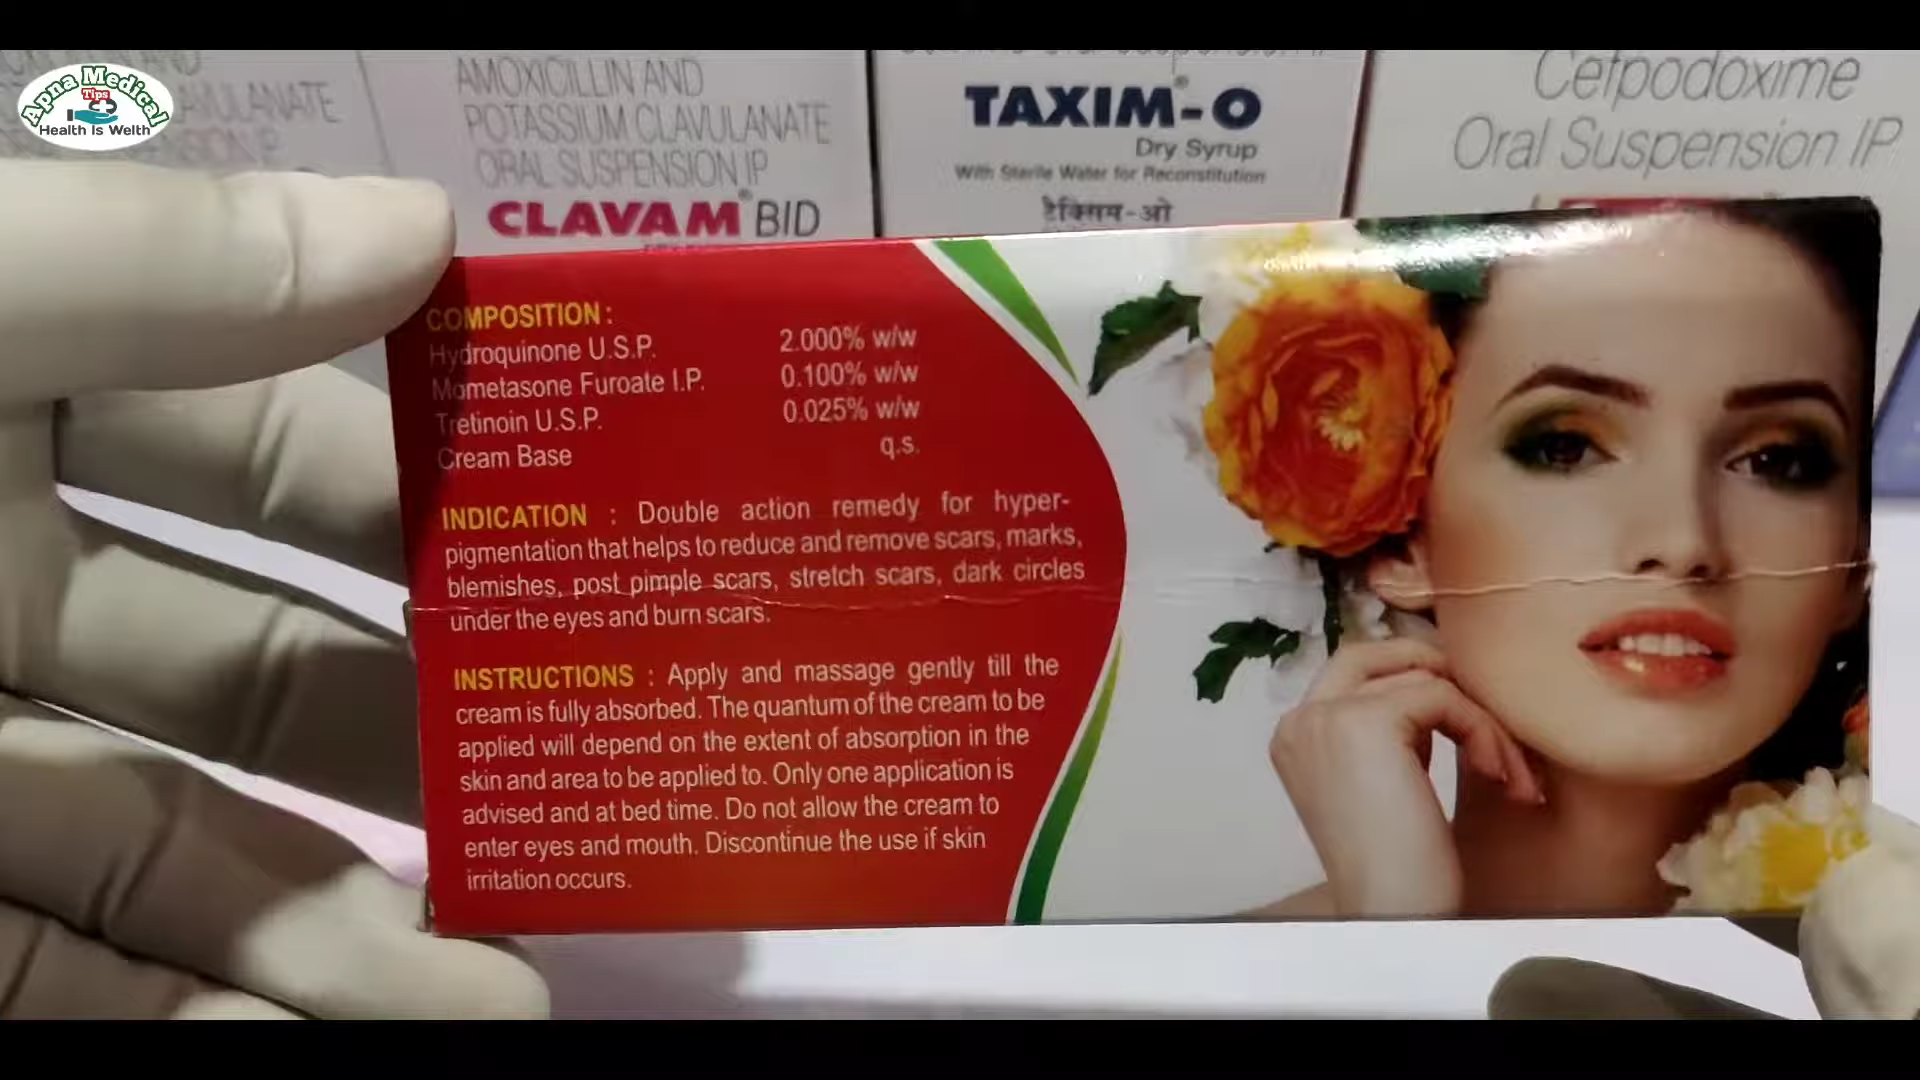 Apna Medical
Tips
Health Is Welth
AVULANATE
AMOXICILLIN AND
POTASSIUM CLAVULANATE
ORAL SUSPENSION IP
CLAVAM® BID
TAXIM®-O
Dry Syrup
With Sterile Water for Reconstitution
टैक्सिम-ओ
Cefpodoxime
Oral Suspension IP
COMPOSITION :
Hydroquinone U.S.P. 2.000% w/w
Mometasone Furoate I.P. 0.100% w/w
Tretinoin U.S.P. 0.025% w/w
Cream Base q.s.
INDICATION : Double action remedy for hyper-
pigmentation that helps to reduce and remove scars, marks,
blemishes, post pimple scars, stretch scars, dark circles
under the eyes and burn scars.
INSTRUCTIONS : Apply and massage gently till the
cream is fully absorbed. The quantum of the cream to be
applied will depend on the extent of absorption in the
skin and area to be applied to. Only one application is
advised and at bed time. Do not allow the cream to
enter eyes and mouth. Discontinue the use if skin
irritation occurs.